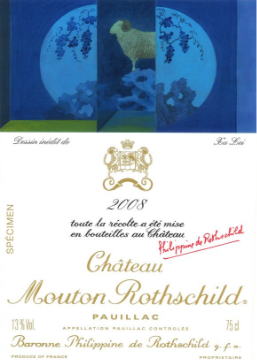 Dessin inédit de Xu Lei
2008
toute la récolte a été mise
en bouteilles au Château
Philippine de Rothschild
SPÉCIMEN
Château
Mouton Rothschild
PAUILLAC
13% Vol. APPELLATION PAUILLAC CONTRÔLÉE 75 cl
Baronne Philippine de Rothschild g.f.a.
PRODUCE OF FRANCE PROPRIÉTAIRE